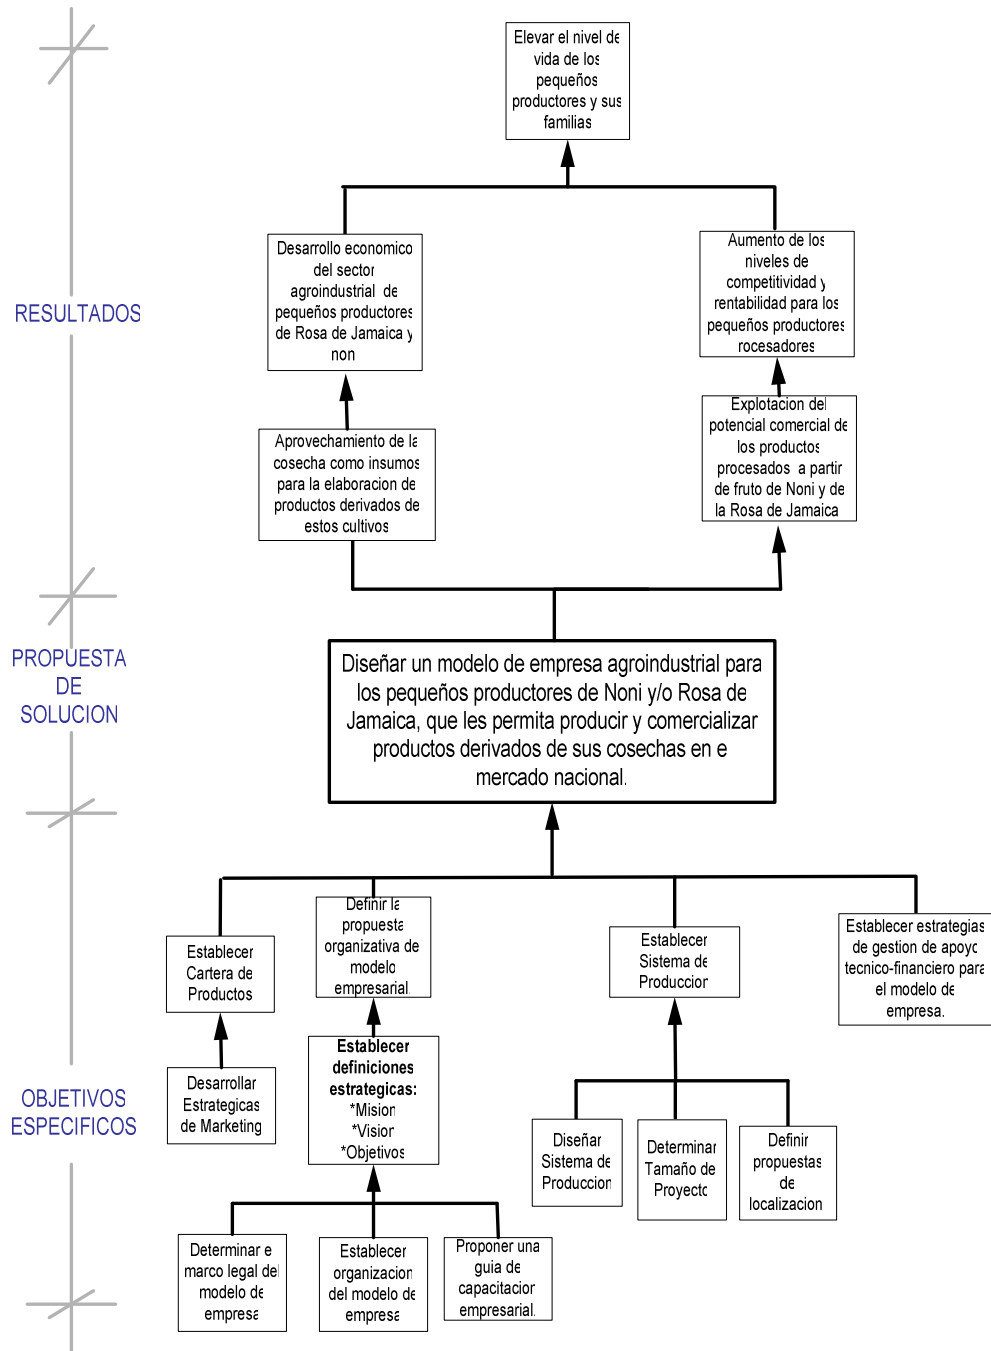 Elevar el nivel de
vida de los
pequeños
productores y sus
familias
Desarrollo economico
del sector
agroindustrial de
pequeños productores
de Rosa de Jamaica y
non
Aumento de los
niveles de
competitividad y
rentabilidad para los
pequeños productores
rocesadores
RESULTADOS
Aprovechamiento de la
cosecha como insumos
para la elaboracion de
productos derivados de
estos cultivos
Explotacion del
potencial comercial de
los productos
procesados a partir
de fruto de Noni y de
la Rosa de Jamaica
PROPUESTA
DE
SOLUCION
Diseñar un modelo de empresa agroindustrial para
los pequeños productores de Noni y/o Rosa de
Jamaica, que les permita producir y comercializar
productos derivados de sus cosechas en e
mercado nacional.
Establecer
Cartera de
Productos
Definir la
propuesta
organizativa de
modelo
empresarial.
Establecer
Sistema de
Produccion
Establecer estrategias
de gestion de apoyo
tecnico-financiero para
el modelo de
empresa.
OBJETIVOS
ESPECIFICOS
Desarrollar
Estrategicas
de Marketing
Establecer
definiciones
estrategicas:
*Mision
*Vision
*Objetivos
Diseñar
Sistema de
Produccion
Determinar
Tamaño de
Proyecto
Definir
propuestas
de
localizacion
Determinar e
marco legal del
modelo de
empresa
Establecer
organizacion
del modelo de
empresa
Proponer una
guia de
capacitacion
empresarial.